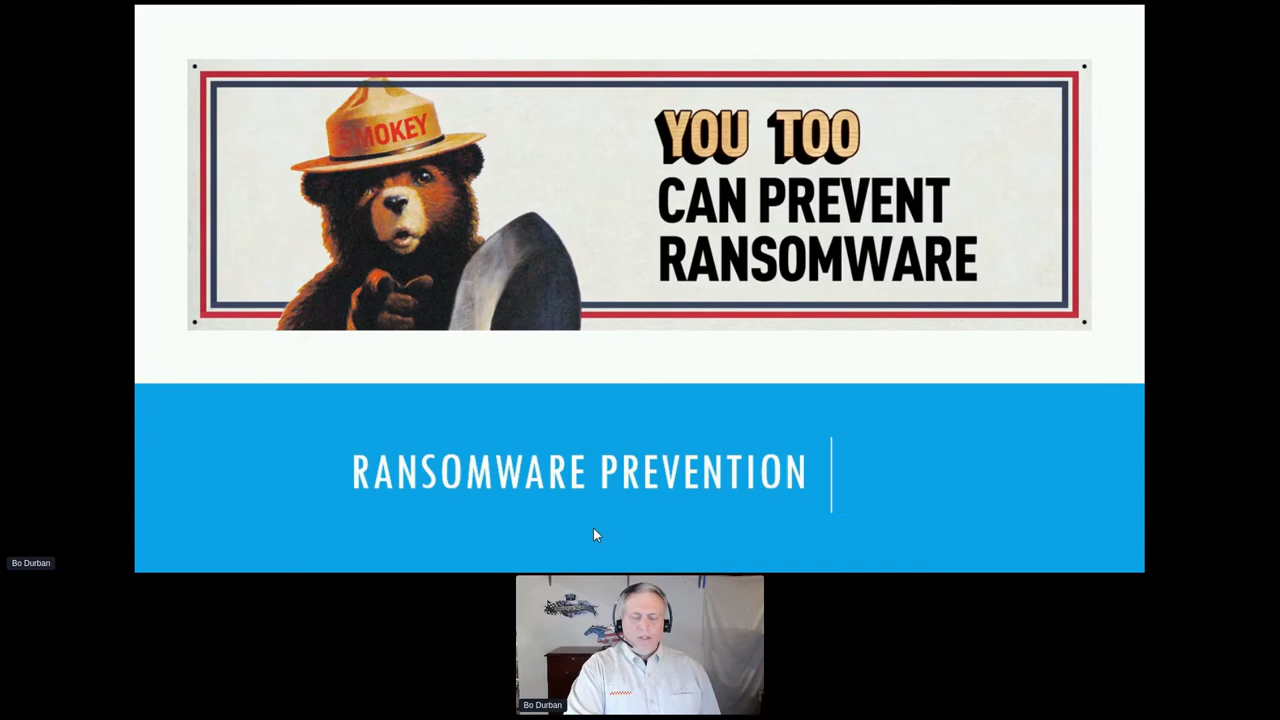 SMOKEY
YOU TOO
CAN PREVENT
RANSOMWARE
RANSOMWARE PREVENTION
Bo Durban
Bo Durban